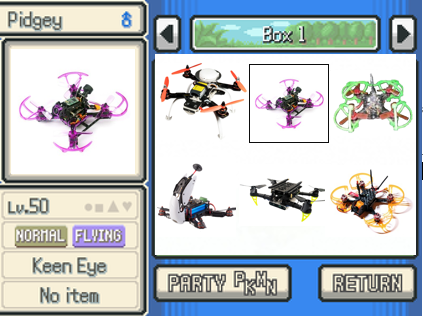 Pidgey ♂
Box 1
Lv.50
●■▲♥
NORMAL FLYING
Keen Eye
No item
PARTY PKMN
RETURN